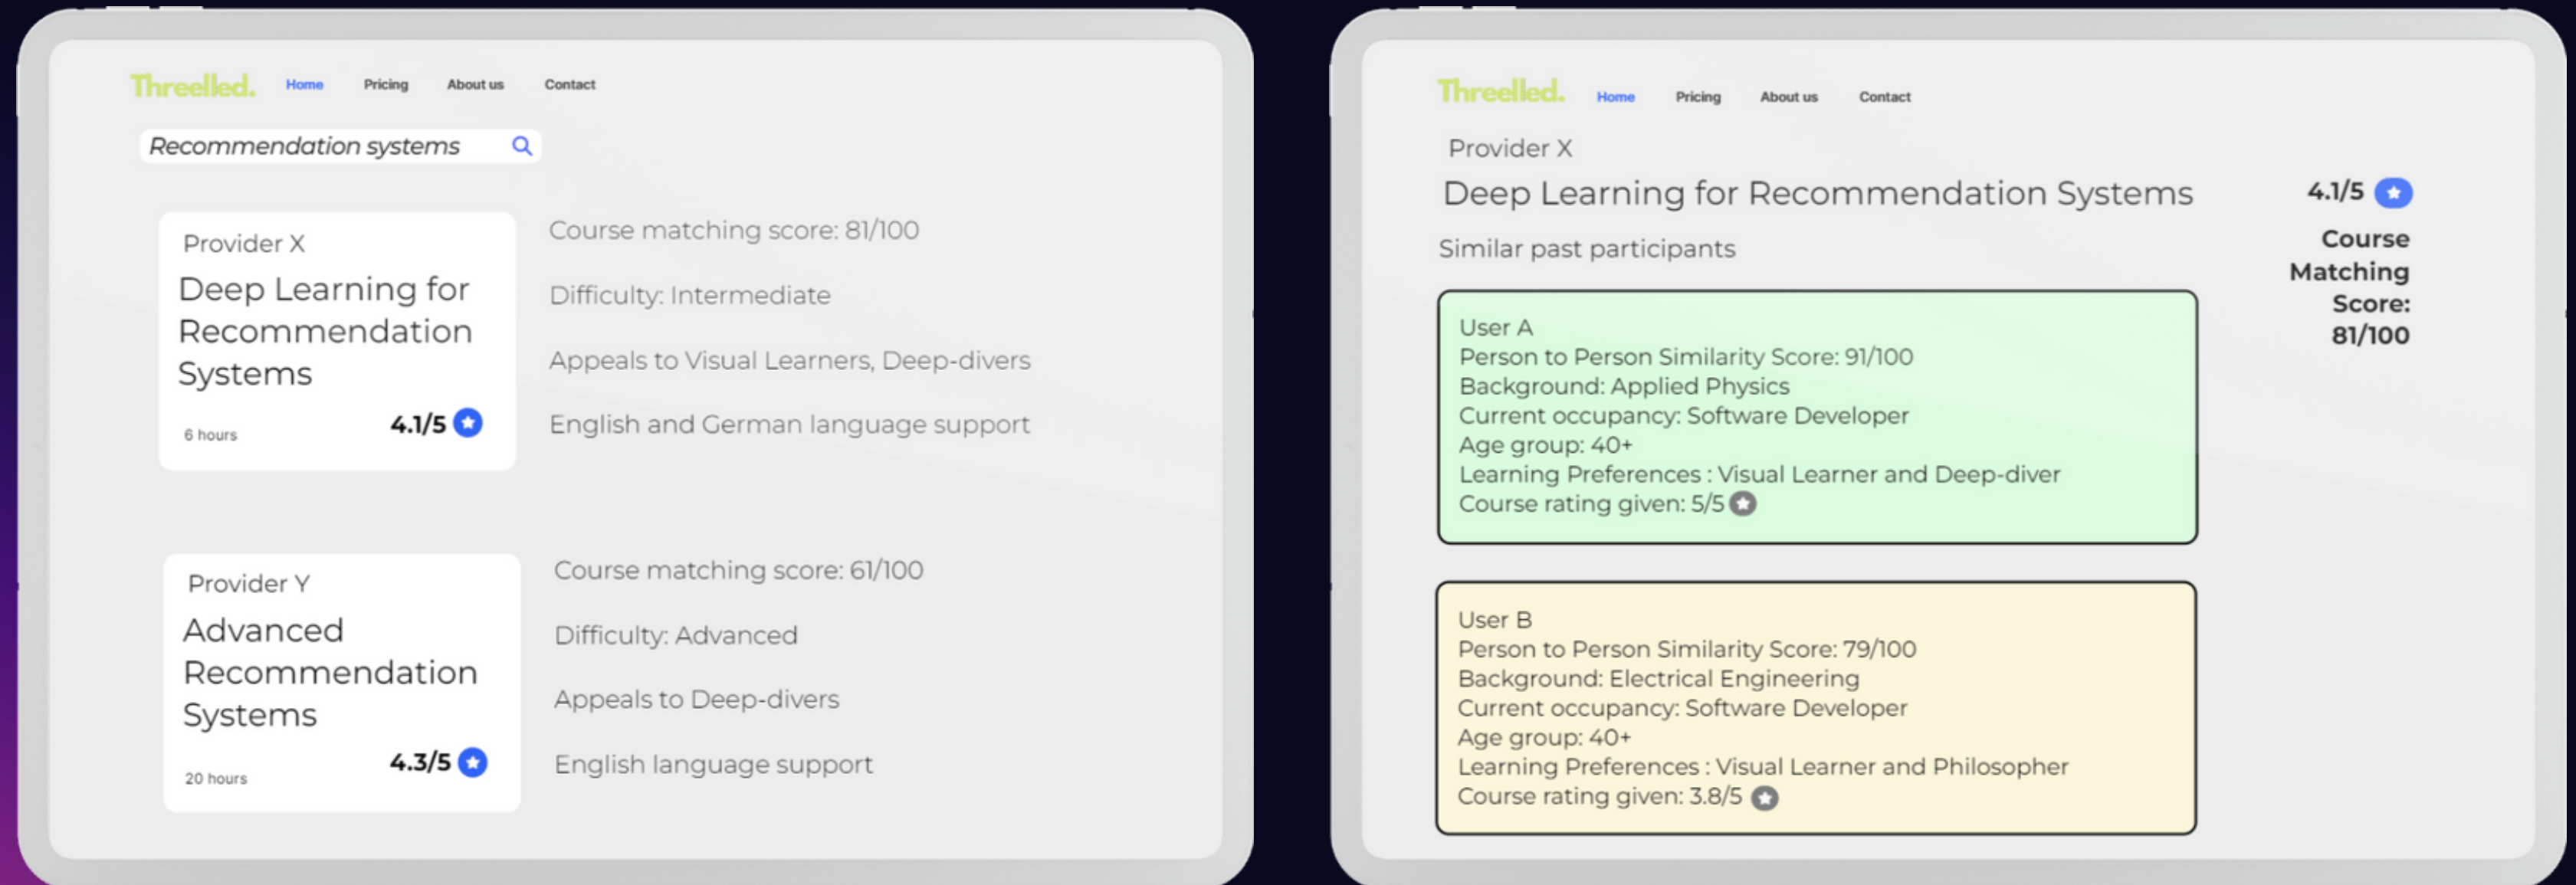 Threelled. Home Pricing About us Contact
Recommendation systems
Provider X
Deep Learning for
Recommendation
Systems
6 hours
4.1/5
Course matching score: 81/100
Difficulty: Intermediate
Appeals to Visual Learners, Deep-divers
English and German language support
Provider Y
Advanced
Recommendation
Systems
20 hours
4.3/5
Course matching score: 61/100
Difficulty: Advanced
Appeals to Deep-divers
English language support
Threelled. Home Pricing About us Contact
Provider X
Deep Learning for Recommendation Systems
4.1/5
Course
Matching
Score:
81/100
Similar past participants
User A
Person to Person Similarity Score: 91/100
Background: Applied Physics
Current occupancy: Software Developer
Age group: 40+
Learning Preferences : Visual Learner and Deep-diver
Course rating given: 5/5
User B
Person to Person Similarity Score: 79/100
Background: Electrical Engineering
Current occupancy: Software Developer
Age group: 40+
Learning Preferences : Visual Learner and Philosopher
Course rating given: 3.8/5